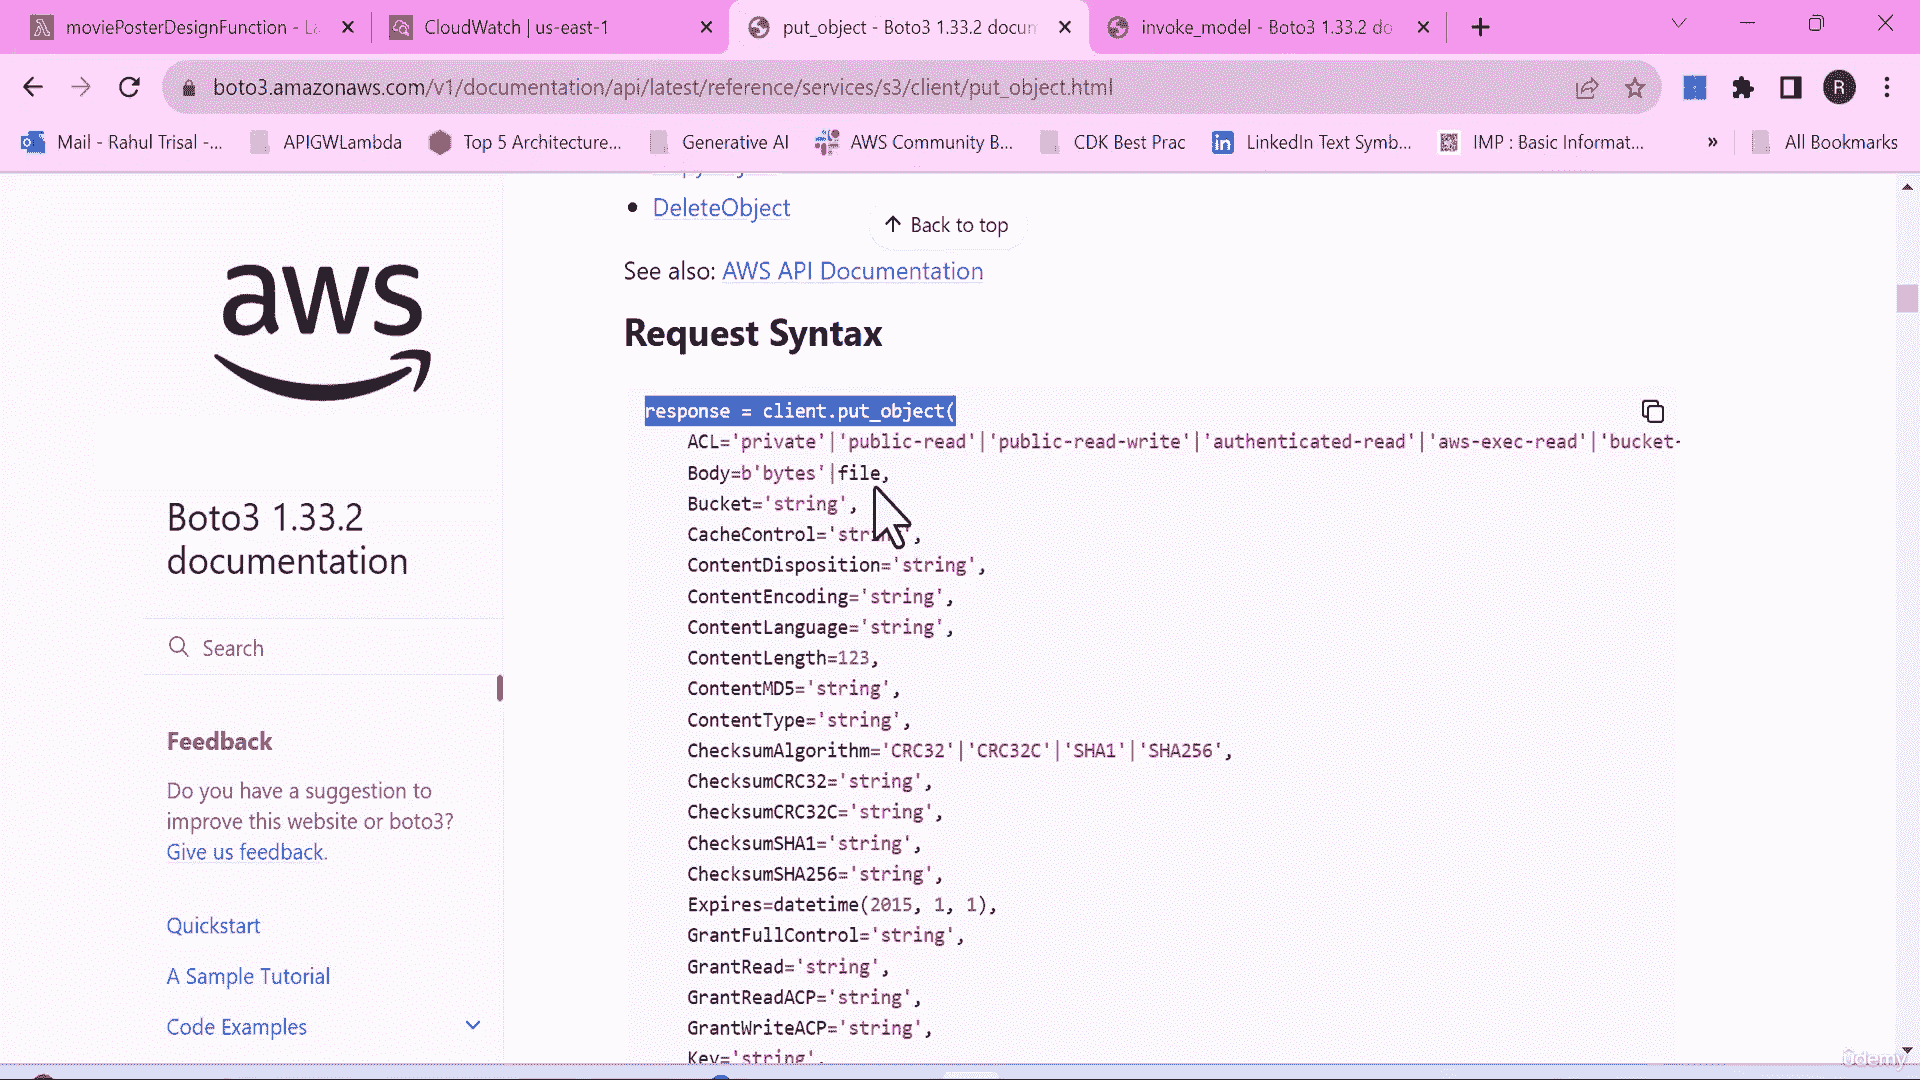 moviePosterDesignFunction - La
CloudWatch | us-east-1
put_object - Boto3 1.33.2 docum
invoke_model - Boto3 1.33.2 do
boto3.amazonaws.com/v1/documentation/api/latest/reference/services/s3/client/put_object.html
R
Mail - Rahul Trisal -...
APIGWLambda
Top 5 Architecture...
Generative AI
AWS Community B...
CDK Best Prac
LinkedIn Text Symb...
IMP : Basic Informat...
»
All Bookmarks
aws
Boto3 1.33.2
documentation
Search
Feedback
Do you have a suggestion to
improve this website or boto3?
Give us feedback.
Quickstart
A Sample Tutorial
Code Examples
DeleteObject
Back to top
See also: AWS API Documentation
Request Syntax
response = client.put_object(
ACL='private'|'public-read'|'public-read-write'|'authenticated-read'|'aws-exec-read'|'bucket-
Body=b'bytes'|file,
Bucket='string',
CacheControl='string',
ContentDisposition='string',
ContentEncoding='string',
ContentLanguage='string',
ContentLength=123,
ContentMD5='string',
ContentType='string',
ChecksumAlgorithm='CRC32'|'CRC32C'|'SHA1'|'SHA256',
ChecksumCRC32='string',
ChecksumCRC32C='string',
ChecksumSHA1='string',
ChecksumSHA256='string',
Expires=datetime(2015, 1, 1),
GrantFullControl='string',
GrantRead='string',
GrantReadACP='string',
GrantWriteACP='string',
Key='string',
ûdemy